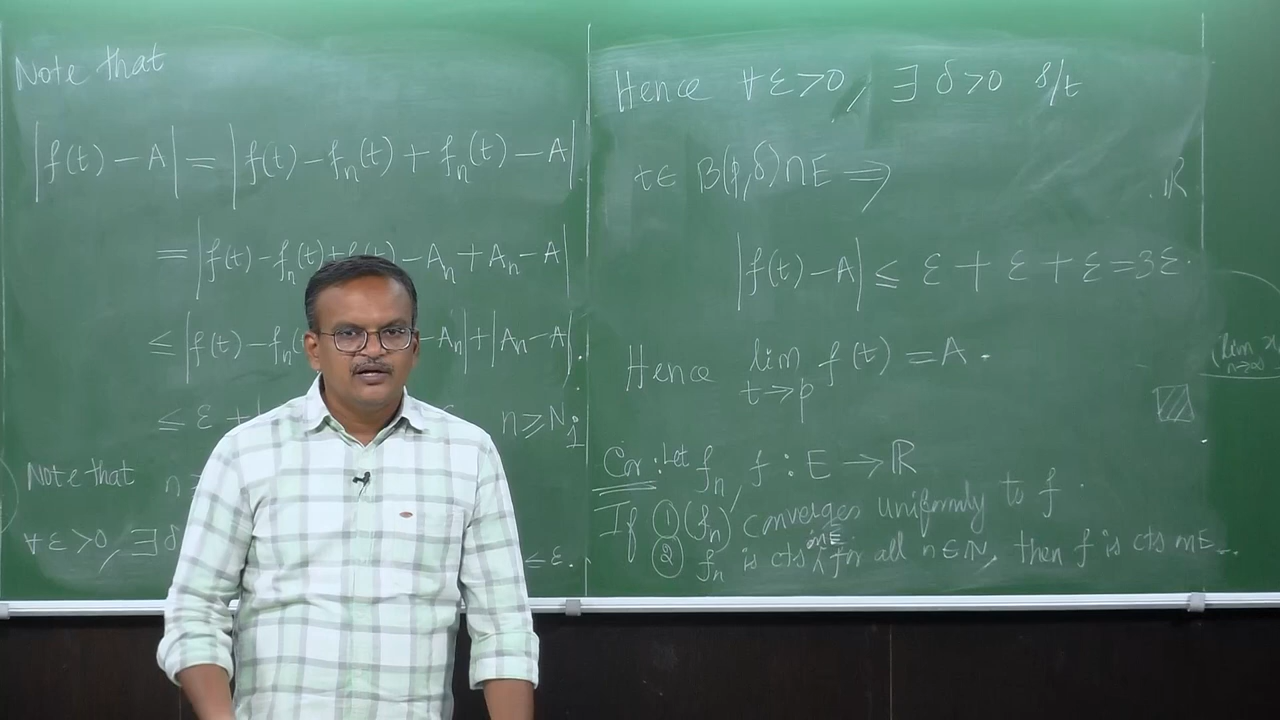 Note that
|f(t) − A| = |f(t) − fₙ(t) + fₙ(t) − A|
= |f(t) − fₙ(t) + f (t) − Aₙ + Aₙ − A|
≤ |f(t) − fₙ − Aₙ| + |Aₙ − A|.
≤ ε + | n ≥ N₁
Note that n ≥
∀ ε > 0, ∃ δ ≤ ε.
Hence ∀ ε > 0, ∃ δ > 0 s/t
t ∈ B(p, δ) ∩ E ⟹
R
|f(t) − A| ≤ ε + ε + ε = 3ε.
Hence lim_{t→p} f(t) = A.
(lim_{n→∞} x
Cor: Let fₙ, f : E → ℝ
If ① (fₙ) converges uniformly to f.
② fₙ is cts on E for all n ∈ N, then f is cts on E.